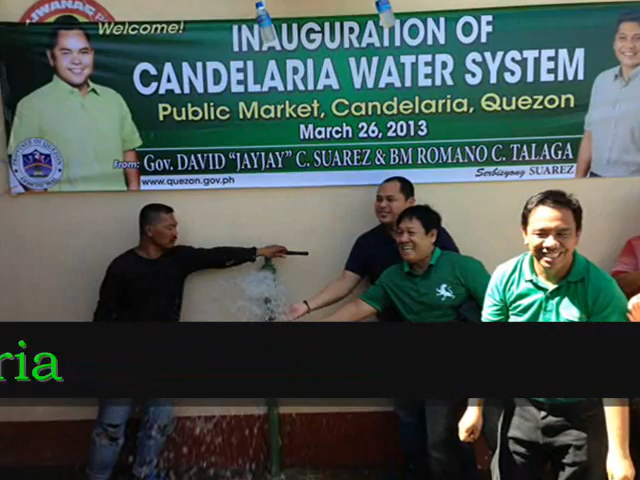 LIWANAG P
Welcome!
INAUGURATION OF
CANDELARIA WATER SYSTEM
Public Market, Candelaria, Quezon
March 26, 2013
From: Gov. DAVID "JAYJAY" C. SUAREZ & BM ROMANO C. TALAGA
www.quezon.gov.ph
Serbisyong SUAREZ
ria